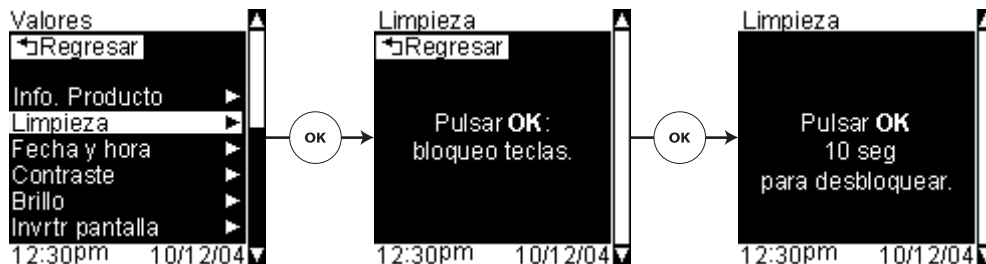 Valores
Regresar
Info. Producto
Limpieza
Fecha y hora
Contraste
Brillo
Invrtr pantalla
12:30pm 10/12/04
OK
Limpieza
Regresar
Pulsar OK:
bloqueo teclas.
12:30pm 10/12/04
OK
Limpieza
Pulsar OK
10 seg
para desbloquear.
12:30pm 10/12/04